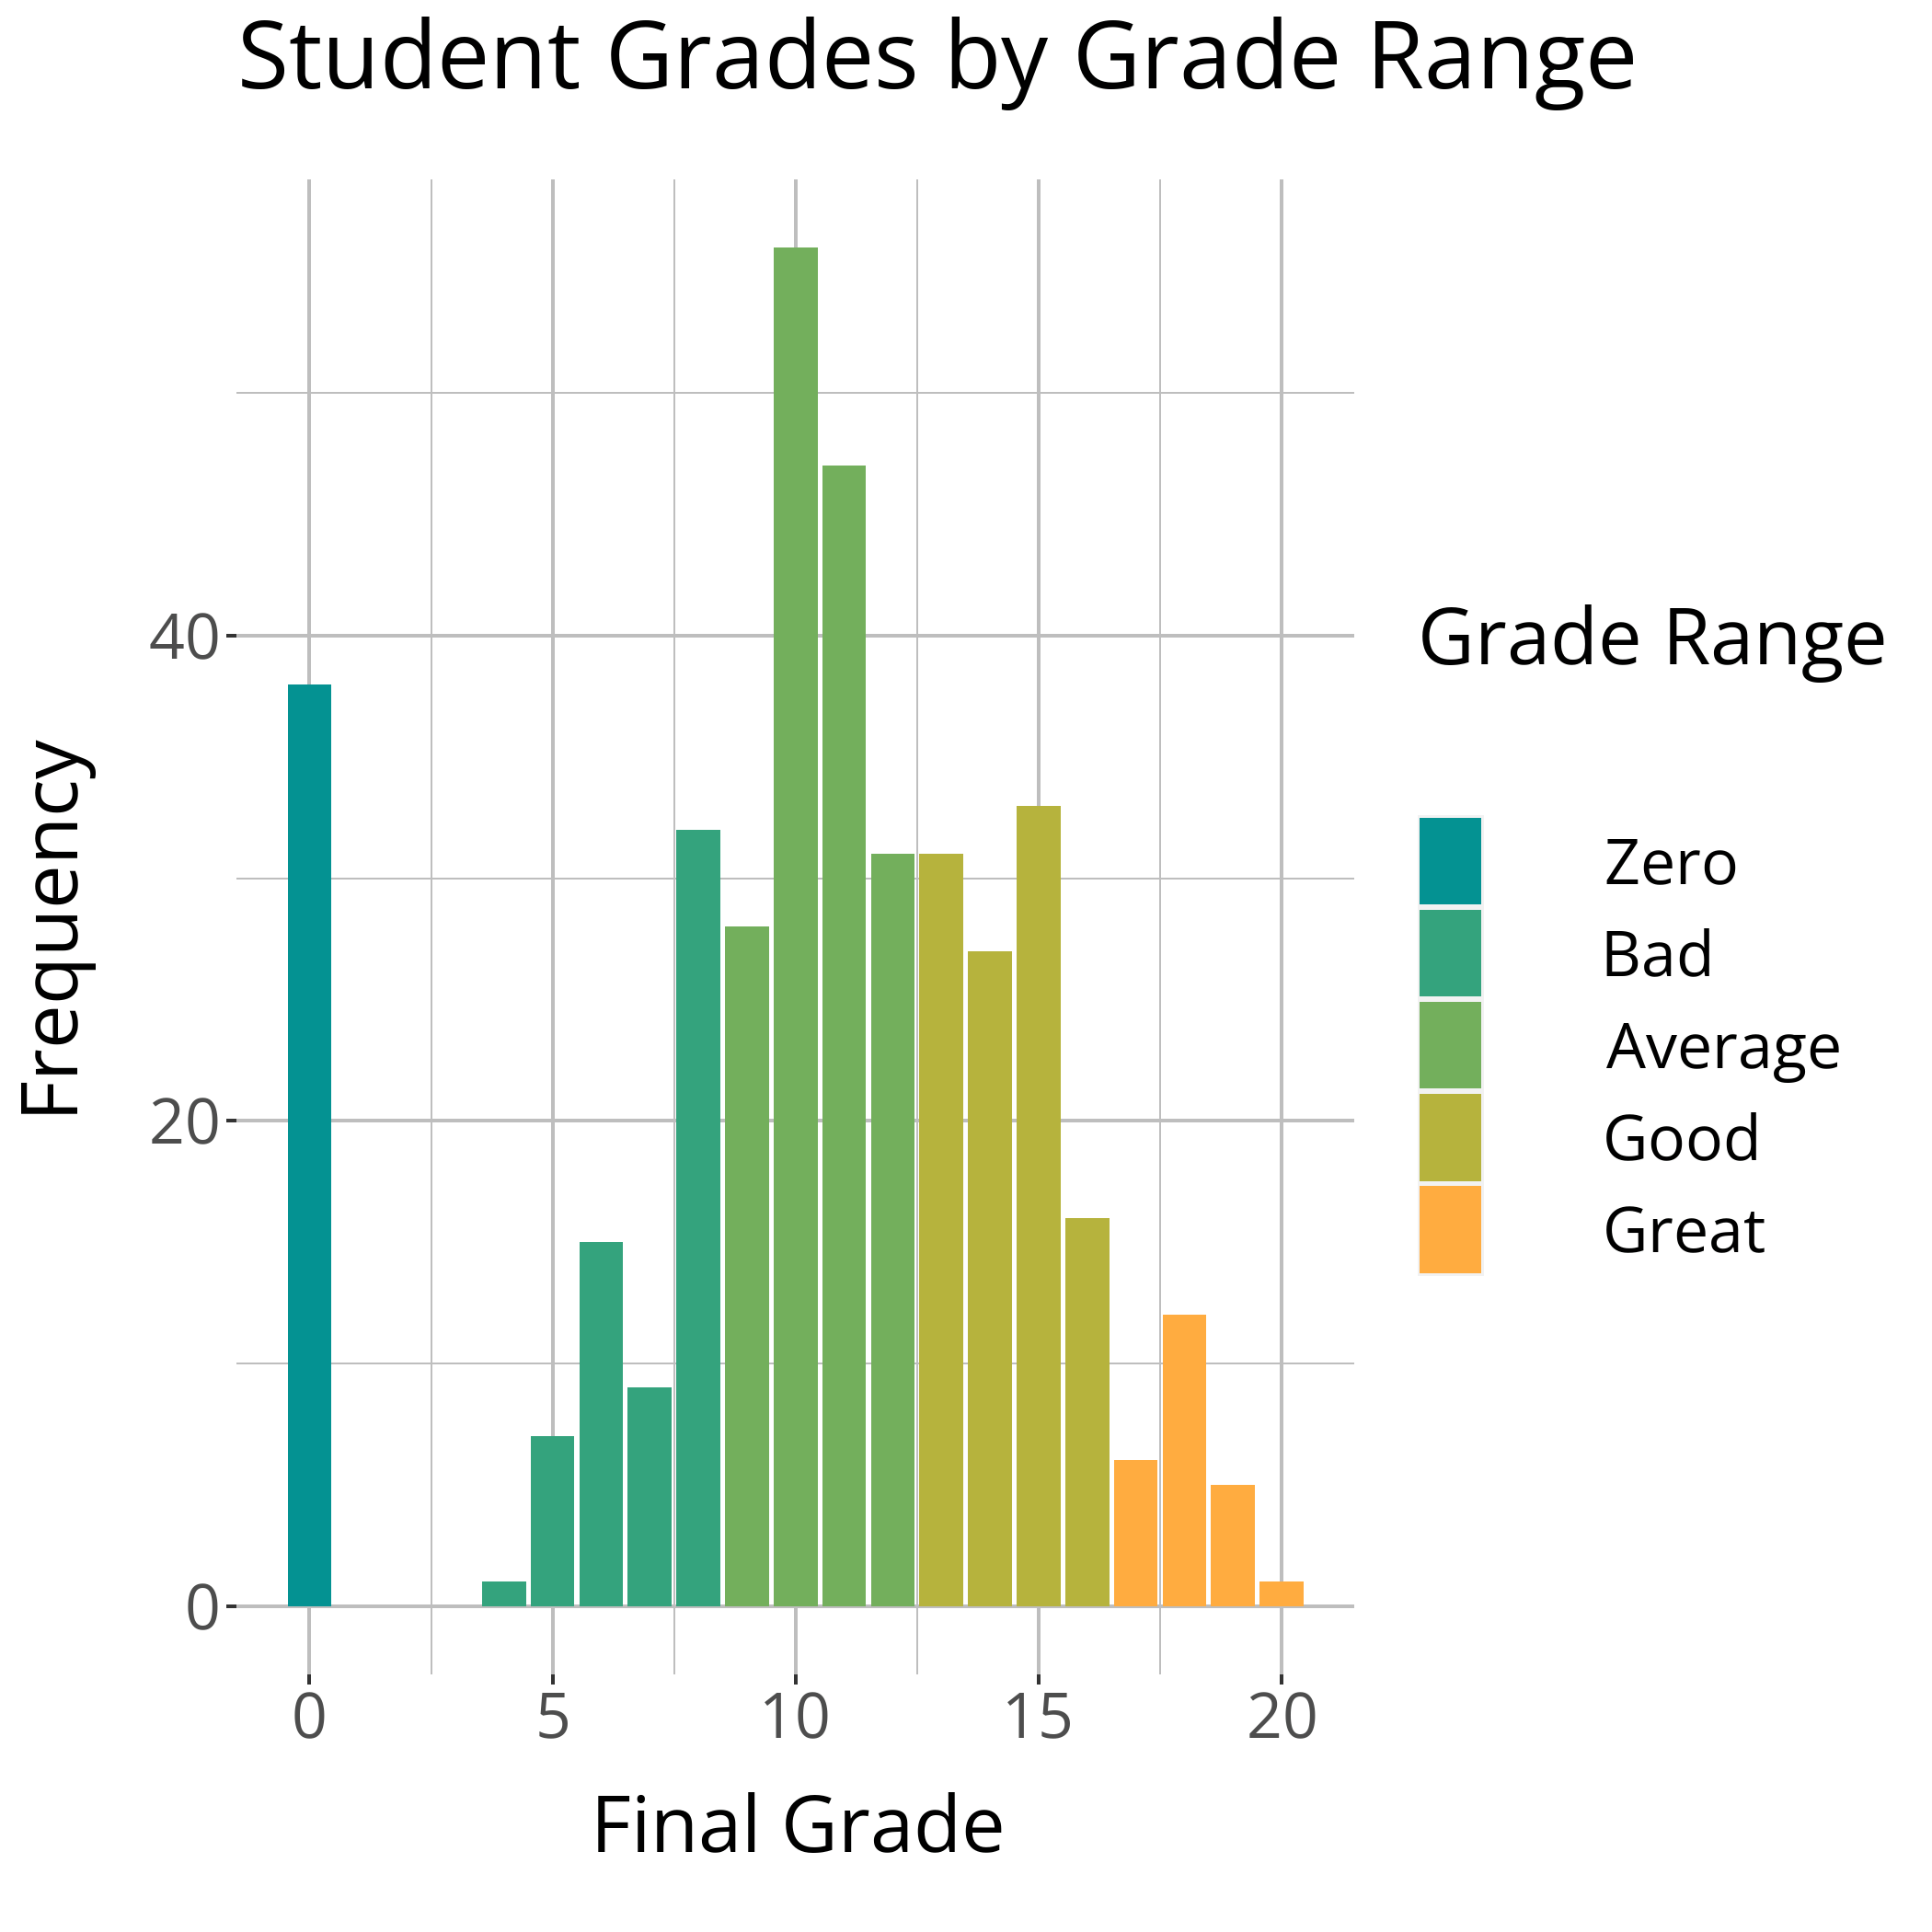 Student Grades by Grade Range
Frequency
40
20
0
0 5 10 15 20
Final Grade
Grade Range
Zero
Bad
Average
Good
Great